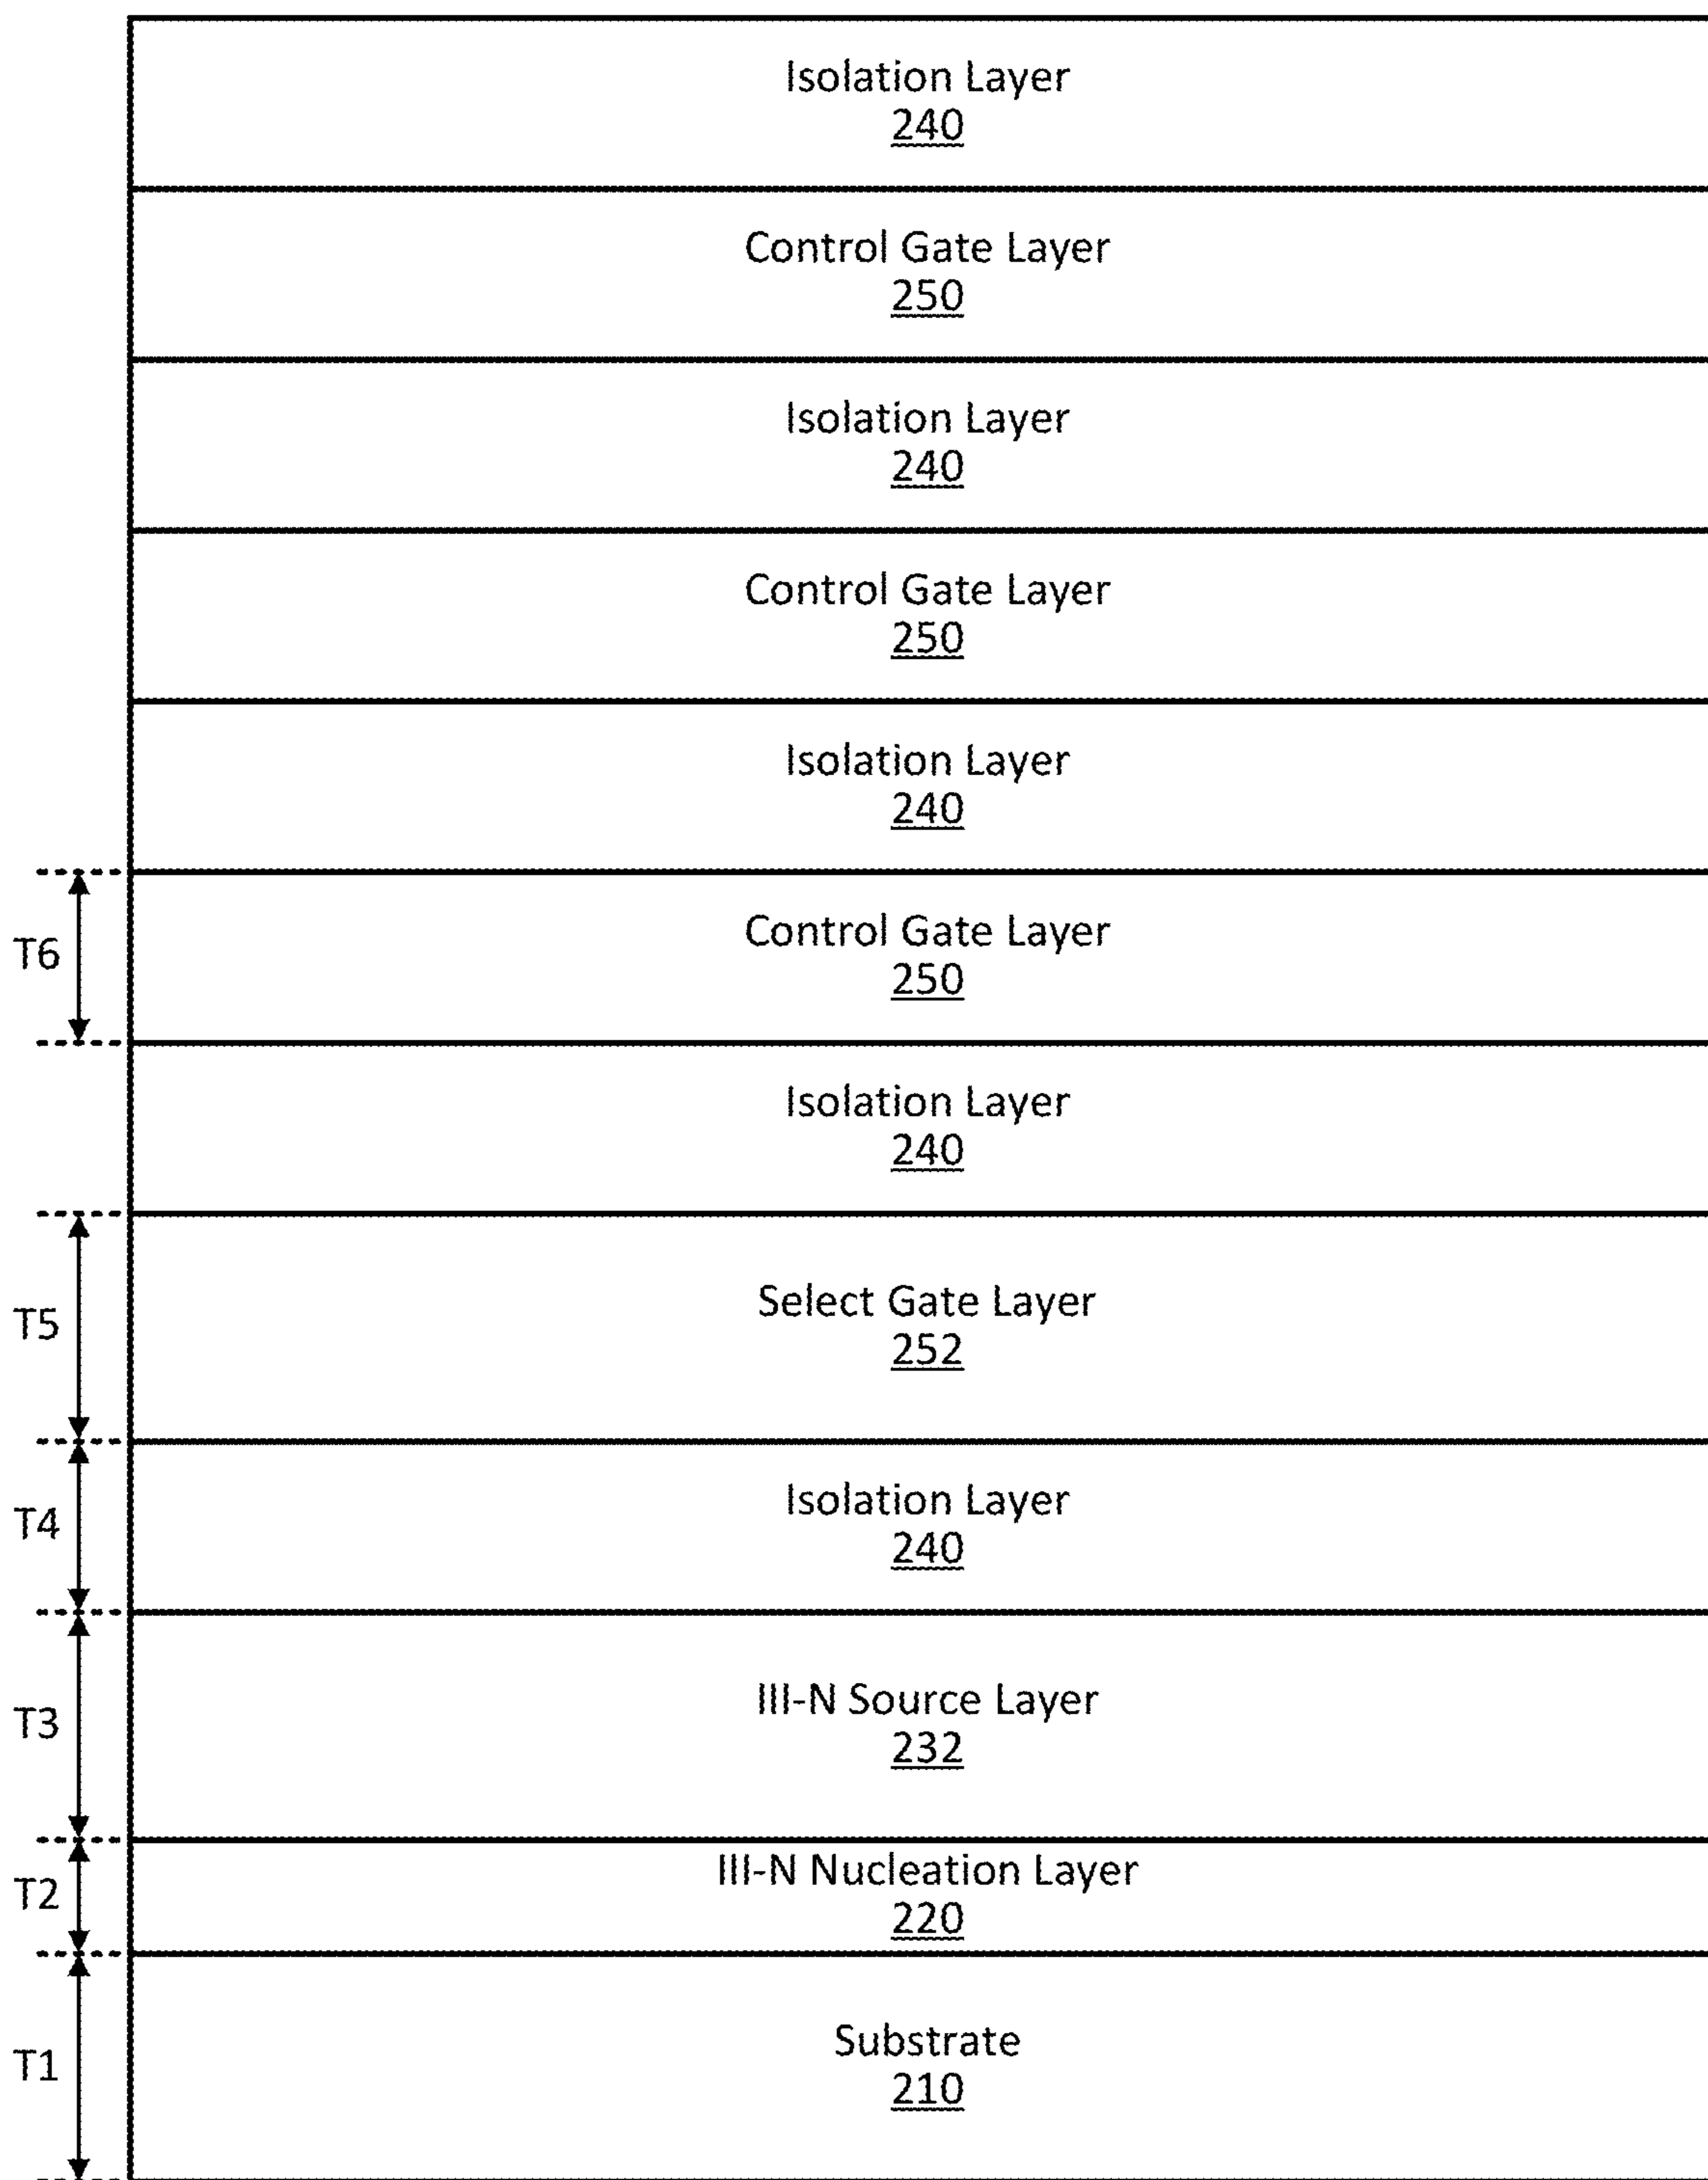 Isolation Layer
240
Control Gate Layer
250
Isolation Layer
240
Control Gate Layer
250
Isolation Layer
240
T6
Control Gate Layer
250
Isolation Layer
240
T5
Select Gate Layer
252
T4
Isolation Layer
240
T3
III-N Source Layer
232
T2
III-N Nucleation Layer
220
T1
Substrate
210